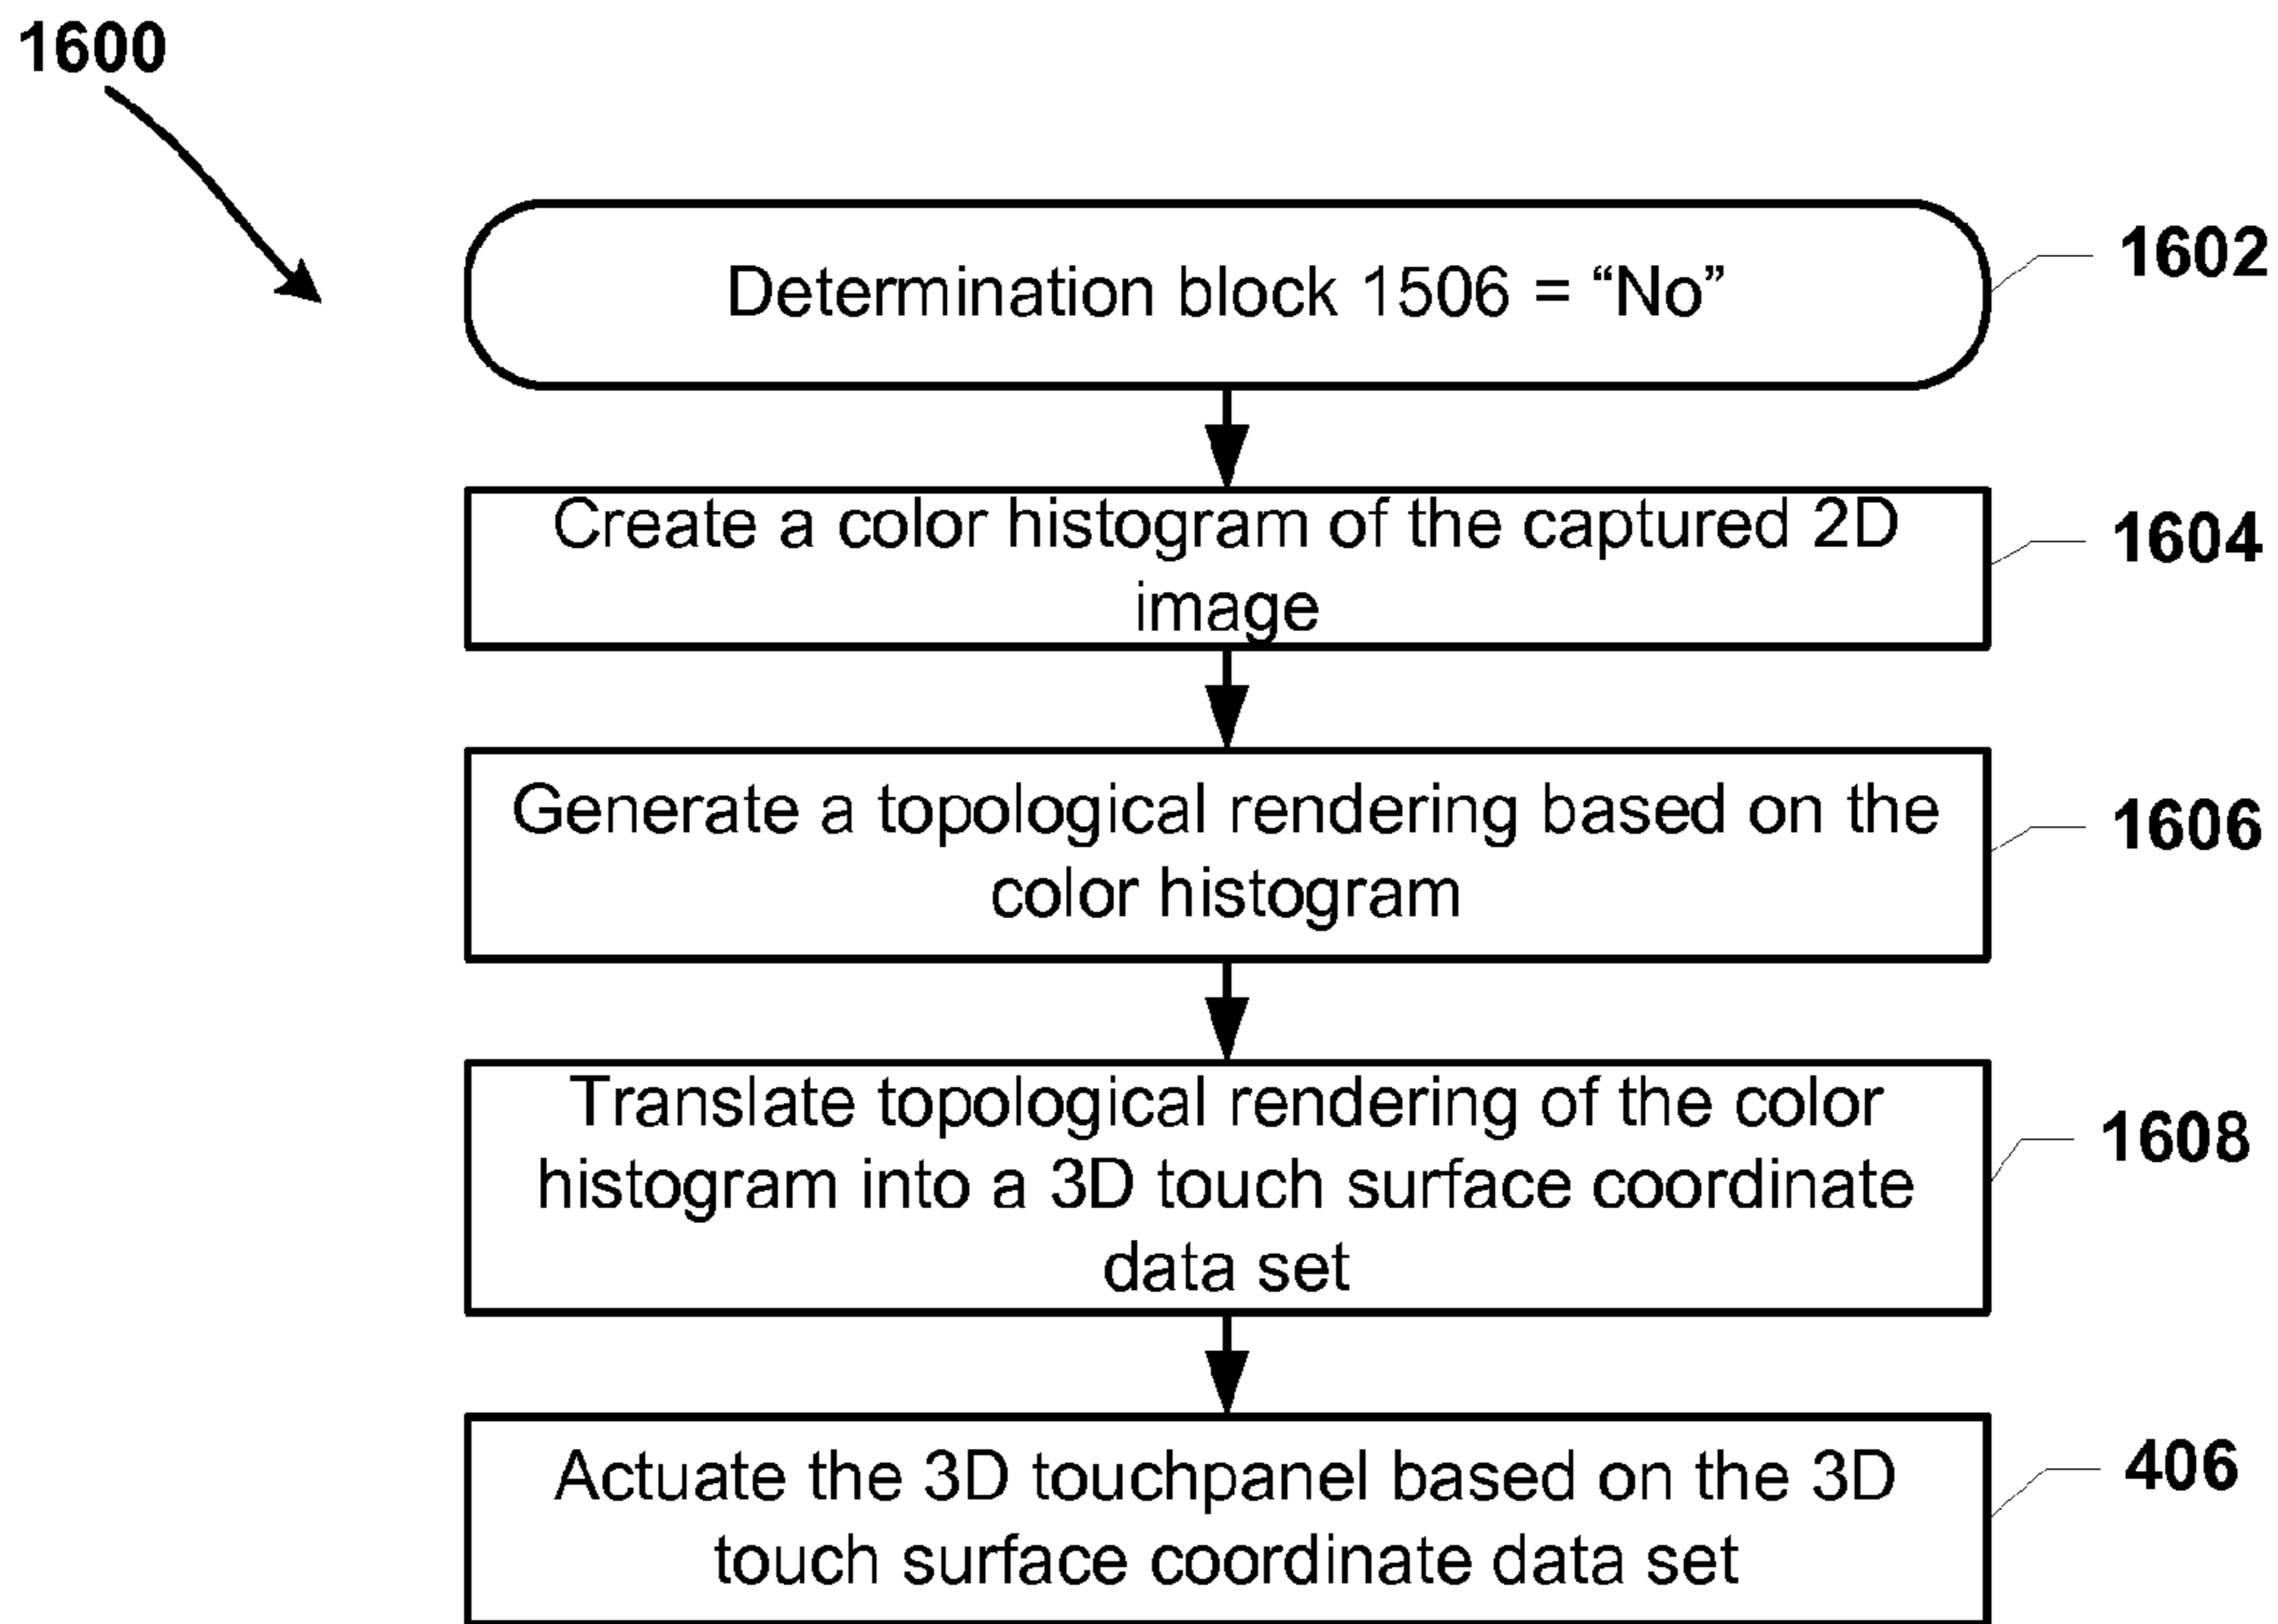 1600
Determination block 1506 = “No”
1602
Create a color histogram of the captured 2D
image
1604
Generate a topological rendering based on the
color histogram
1606
Translate topological rendering of the color
histogram into a 3D touch surface coordinate
data set
1608
Actuate the 3D touchpanel based on the 3D
touch surface coordinate data set
406